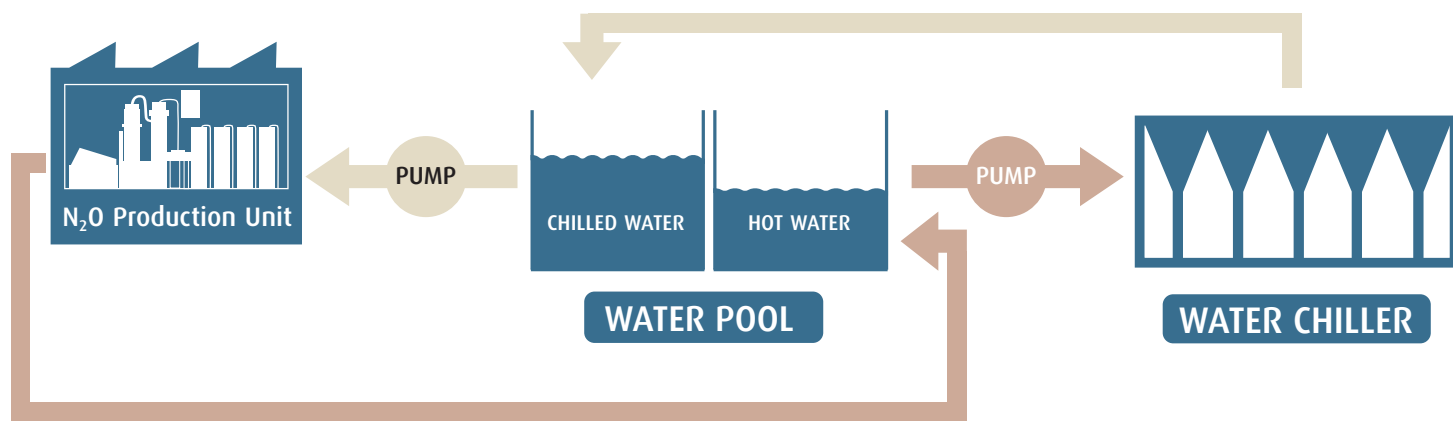 N₂O Production Unit
PUMP
CHILLED WATER
HOT WATER
WATER POOL
PUMP
WATER CHILLER